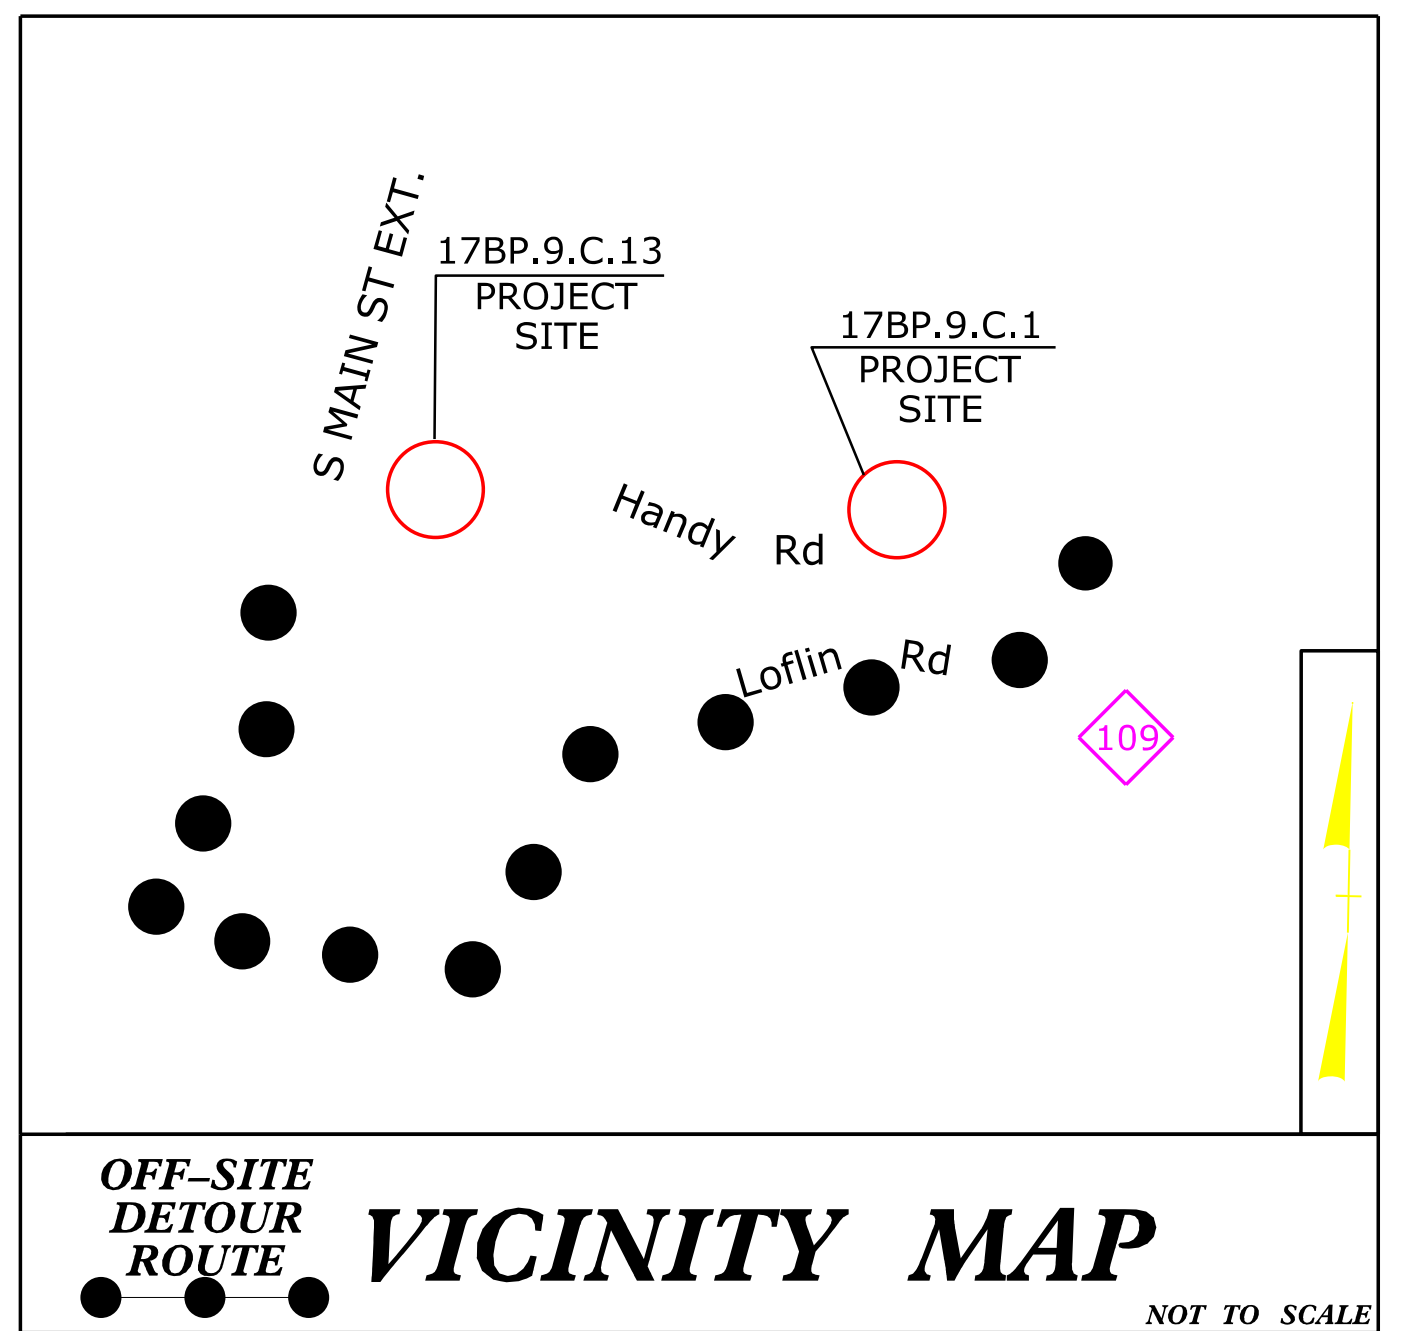 S MAIN ST EXT.
17BP.9.C.13
PROJECT
SITE
17BP.9.C.1
PROJECT
SITE
Handy Rd
Loflin Rd
109
OFF-SITE
DETOUR
ROUTE
VICINITY MAP
NOT TO SCALE